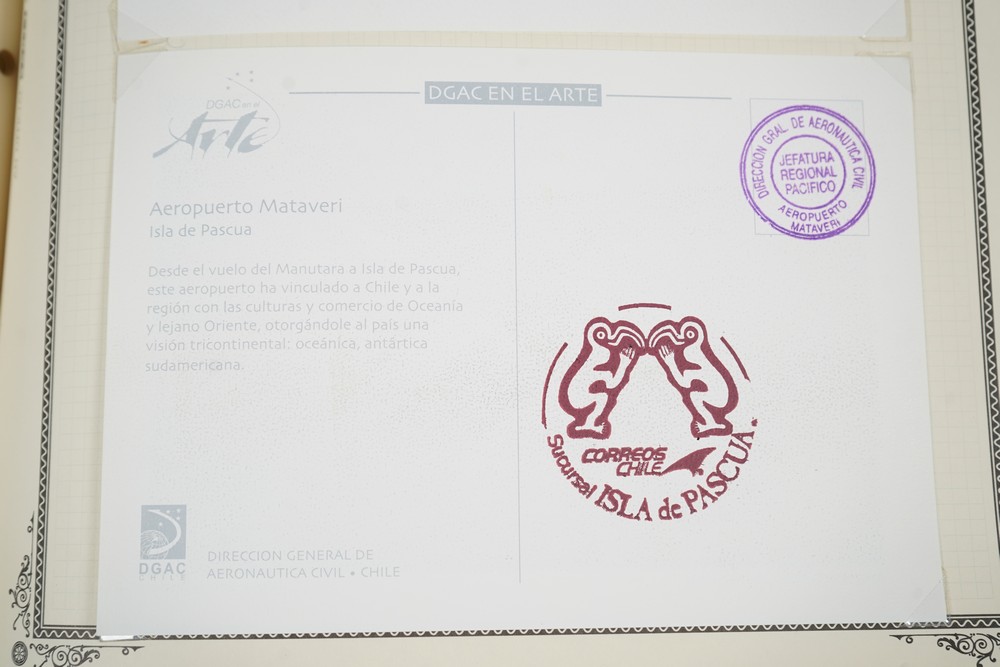 DGAC en el
Arte
DGAC EN EL ARTE
DIRECCION GRAL. DE AERONAUTICA CIVIL
JEFATURA
REGIONAL
PACIFICO
AEROPUERTO
MATAVERI
Aeropuerto Mataveri
Isla de Pascua
Desde el vuelo del Manutara a Isla de Pascua,
este aeropuerto ha vinculado a Chile y a la
región con las culturas y comercio de Oceanía
y lejano Oriente, otorgándole al país una
visión tricontinental: oceánica, antártica
sudamericana.
CORREOS
CHILE
Sucursal ISLA de PASCUA
DGAC
CHILE
DIRECCION GENERAL DE
AERONAUTICA CIVIL • CHILE